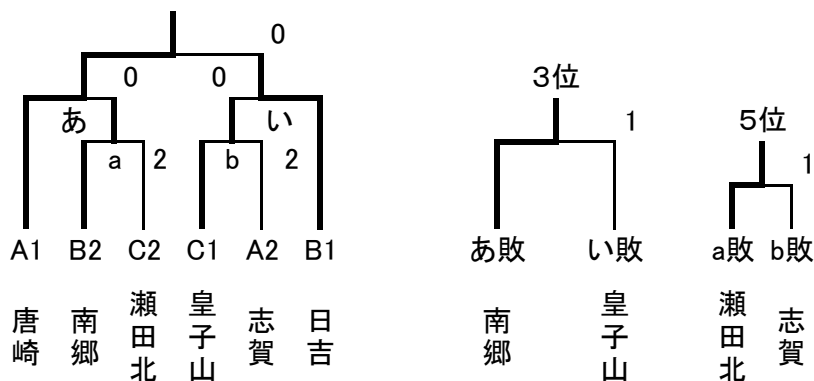 0
0 0
あ い
a 2 b 2
A1 B2 C2 C1 A2 B1
唐崎 南郷 瀬田北 皇子山 志賀 日吉
3位
1
あ敗 い敗
南郷 皇子山
5位
1
a敗 b敗
瀬田北 志賀